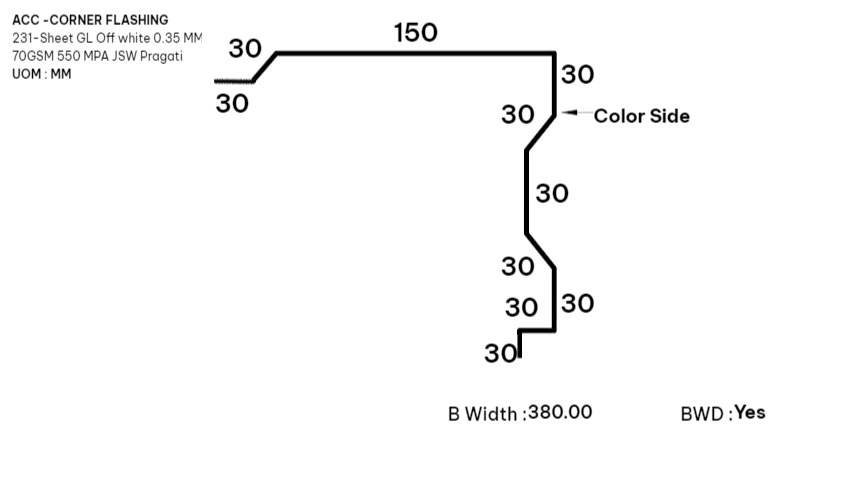 ACC -CORNER FLASHING
231-Sheet GL Off white 0.35 MM
70GSM 550 MPA JSW Pragati
UOM : MM
150
30
30
30
30
Color Side
30
30
30
30
30
B Width :380.00
BWD :Yes